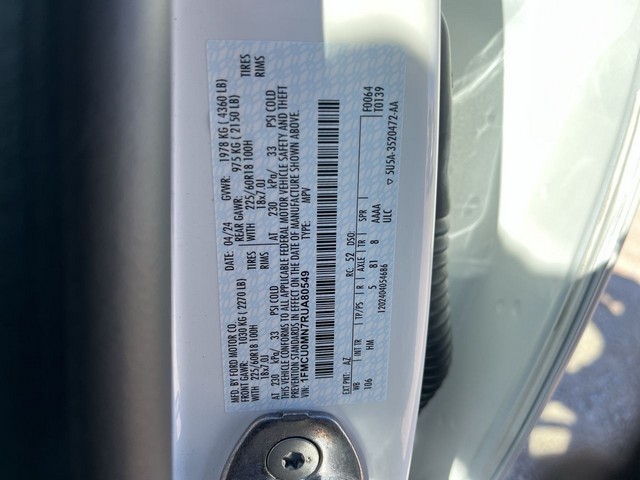 MFD. BY FORD MOTOR CO.
DATE: 04/24 GVWR: 1978 KG ( 4360 LB)
FRONT GAWR: 1030 KG ( 2270 LB) REAR GAWR: 975 KG ( 2150 LB)
WITH 225/60R18 100H TIRES WITH 225/60R18 100H TIRES
18x7.0J RIMS 18x7.0J RIMS
AT 230 kPa/ 33 PSI COLD AT 230 kPa/ 33 PSI COLD
THIS VEHICLE CONFORMS TO ALL APPLICABLE FEDERAL MOTOR VEHICLE SAFETY AND THEFT
PREVENTION STANDARDS IN EFFECT ON THE DATE OF MANUFACTURE SHOWN ABOVE.
VIN: 1FMCU0MN7RUA80549 TYPE: MPV
F0064
T0139
EXT PNT: AZ RC: 52 DSO:
WB INT TR TP/PS R AXLE TR SPR
106 HM 5 81 8 AAAA
ULC
1202404054686 5U5A-3520472-AA